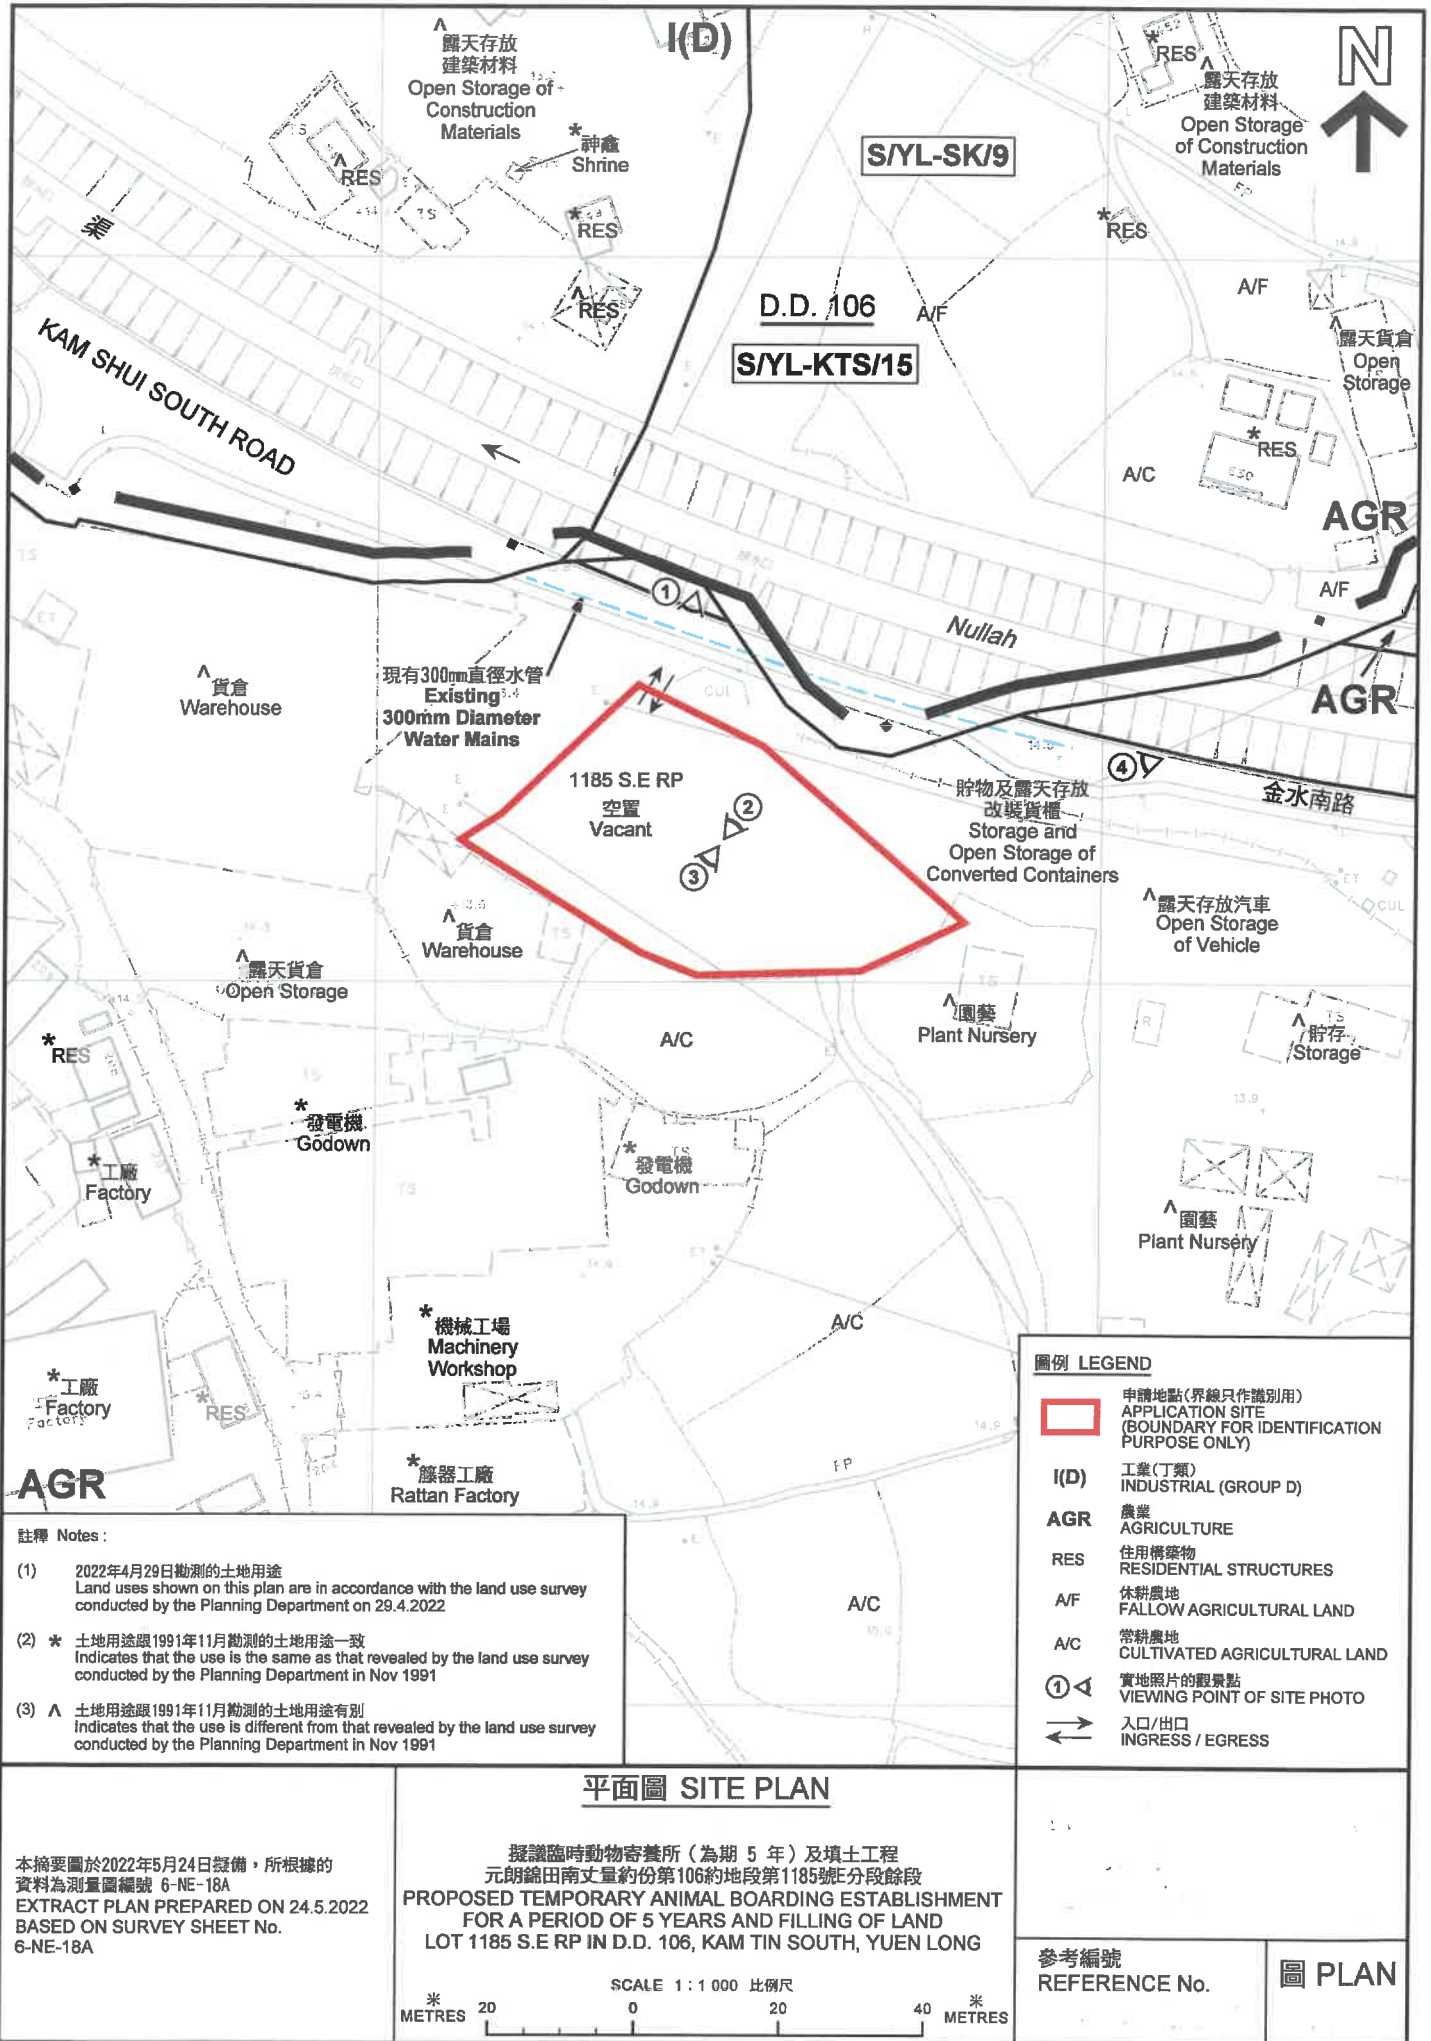 I(D)
N
^
露天存放
建築材料
Open Storage of
Construction
Materials
*
神龕
Shrine
^
RES
*
RES
^
RES
渠
*
RES
^
露天存放
建築材料
Open Storage
of Construction
Materials
FP
S/YL-SK/9
*
RES
A/F
D.D. 106
A/F
S/YL-KTS/15
^
露天貨倉
Open
Storage
*
RES
A/C
AGR
A/F
KAM SHUI SOUTH ROAD
①
Nullah
AGR
^
貨倉
Warehouse
現有300mm直徑水管
Existing
300mm Diameter
Water Mains
CUL
④
金水南路
1185 S.E RP
空置
Vacant
②
③
貯物及露天存放
改裝貨櫃
Storage and
Open Storage of
Converted Containers
ET
CUL
^
露天存放汽車
Open Storage
of Vehicle
^
貨倉
Warehouse
TS
^
露天貨倉
Open Storage
^
園藝
Plant Nursery
R
^
貯存
Storage
*
RES
A/C
TS
13.9
*
發電機
Godown
*
發電機
Godown
*
工廠
Factory
TS
^
園藝
Plant Nursery
*
機械工場
Machinery
Workshop
A/C
*
工廠
Factory
Factory
*
RES
14.9
FP
AGR
*
籐器工廠
Rattan Factory
14.9
A/C
圖例 LEGEND
申請地點(界線只作識別用)
APPLICATION SITE
(BOUNDARY FOR IDENTIFICATION
PURPOSE ONLY)
I(D) 工業(丁類)
INDUSTRIAL (GROUP D)
AGR 農業
AGRICULTURE
RES 住用構築物
RESIDENTIAL STRUCTURES
A/F 休耕農地
FALLOW AGRICULTURAL LAND
A/C 常耕農地
CULTIVATED AGRICULTURAL LAND
① 實地照片的觀景點
VIEWING POINT OF SITE PHOTO
入口/出口
INGRESS / EGRESS
註釋 Notes :
(1) 2022年4月29日勘測的土地用途
Land uses shown on this plan are in accordance with the land use survey
conducted by the Planning Department on 29.4.2022
(2) * 土地用途跟1991年11月勘測的土地用途一致
Indicates that the use is the same as that revealed by the land use survey
conducted by the Planning Department in Nov 1991
(3) ^ 土地用途跟1991年11月勘測的土地用途有別
Indicates that the use is different from that revealed by the land use survey
conducted by the Planning Department in Nov 1991
本摘要圖於2022年5月24日擬備，所根據的
資料為測量圖編號 6-NE-18A
EXTRACT PLAN PREPARED ON 24.5.2022
BASED ON SURVEY SHEET No.
6-NE-18A
平面圖 SITE PLAN
擬議臨時動物寄養所（為期 5 年）及填土工程
元朗錦田南丈量約份第106約地段第1185號E分段餘段
PROPOSED TEMPORARY ANIMAL BOARDING ESTABLISHMENT
FOR A PERIOD OF 5 YEARS AND FILLING OF LAND
LOT 1185 S.E RP IN D.D. 106, KAM TIN SOUTH, YUEN LONG
SCALE 1 : 1 000 比例尺
米 METRES 20 0 20 40 米 METRES
參考編號
REFERENCE No.
圖 PLAN